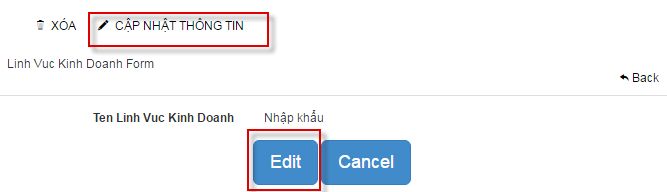 XÓA CẬP NHẬT THÔNG TIN
Linh Vuc Kinh Doanh Form
Back
Ten Linh Vuc Kinh Doanh Nhập khẩu
Edit Cancel